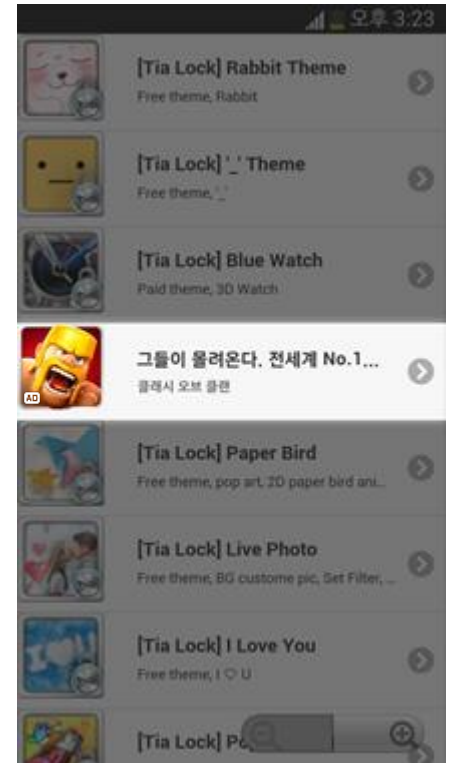 오후 3:23
[Tia Lock] Rabbit Theme
Free theme, Rabbit
[Tia Lock] '_' Theme
Free theme, '_'
[Tia Lock] Blue Watch
Paid theme, 3D Watch
그들이 몰려온다. 전세계 No.1...
클래시 오브 클랜
AD
[Tia Lock] Paper Bird
Free theme, pop art, 2D paper bird ani...
[Tia Lock] Live Photo
Free theme, BG custome pic, Set Filter, ...
[Tia Lock] I Love You
Free theme, I ♡ U
[Tia Lock]